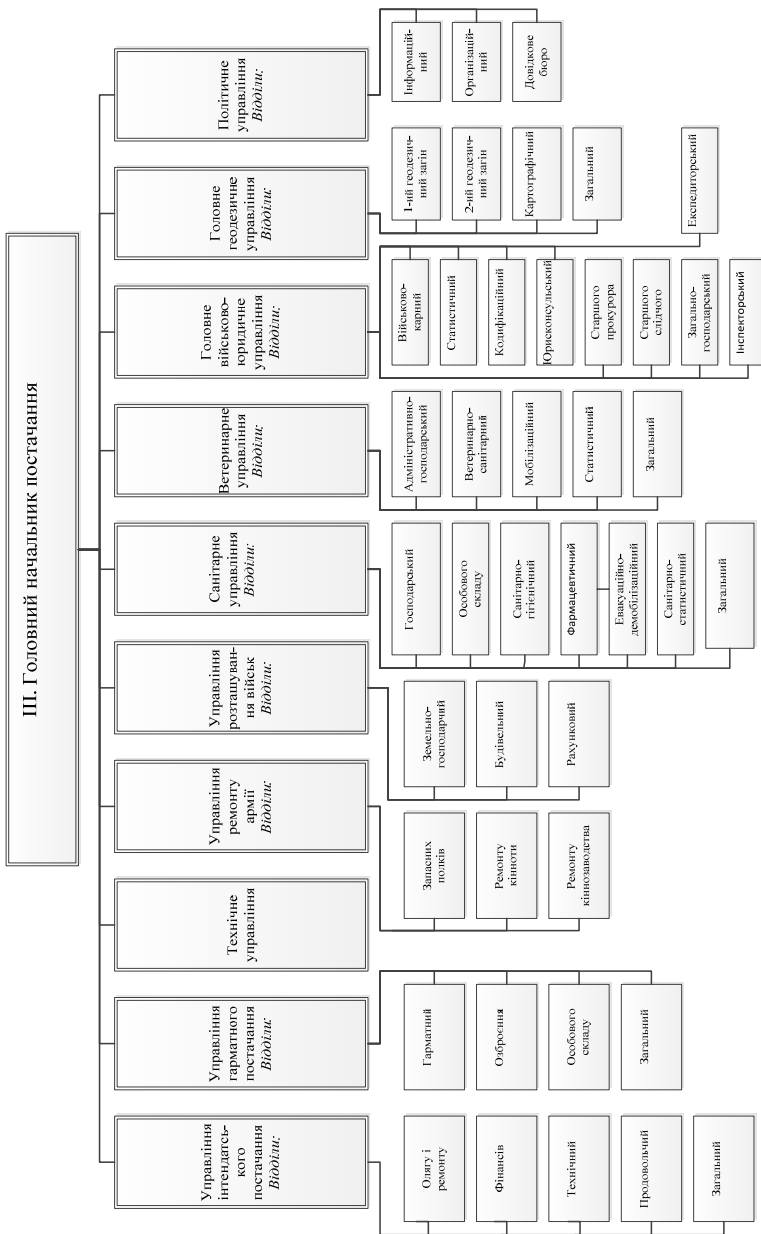 ІІІ. Головний начальник постачання
Управління
інтендатсь-
кого
постачання
Відділи:
Одягу і
ремонту
Фінансів
Технічний
Продовольчий
Загальний
Управління
гарматного
постачання
Відділи:
Гарматний
Озброєння
Особового
складу
Загальний
Технічне
управління
Управління
ремонту
армії
Відділи:
Запасних
полків
Ремонту
кінноти
Ремонту
кіннозаводства
Управління
розташуван-
ня військ
Відділи:
Земельно-
господарчий
Будівельний
Рахунковий
Санітарне
управління
Відділи:
Господарський
Особового
складу
Санітарно-
гігієнічний
Фармацевтичний
Евакуаційно-
демобілізаційний
Санітарно-
статистичний
Загальний
Ветеринарне
управління
Відділи:
Адміністративно-
господарський
Ветеринарно-
санітарний
Мобілізаційний
Статистичний
Загальний
Головне
військово-
юридичне
управління
Відділи:
Військово-
карний
Статистичний
Кодифікаційний
Юрисконсульський
Старшого
прокурора
Старшого
слідчого
Загально-
господарський
Інспекторський
Експедиторський
Головне
геодезичне
управління
Відділи:
1-ий геодезич-
ний загін
2-ий геодезич-
ний загін
Картографічний
Загальний
Політичне
управління
Відділи:
Інформацій-
ний
Організацій-
ний
Довідкове
бюро